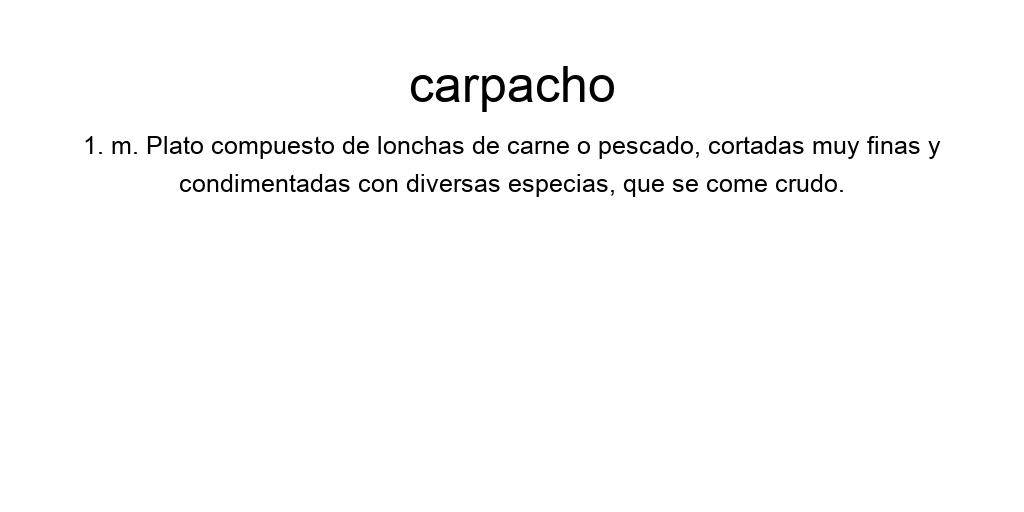 carpacho
1. m. Plato compuesto de lonchas de carne o pescado, cortadas muy finas y
condimentadas con diversas especias, que se come crudo.